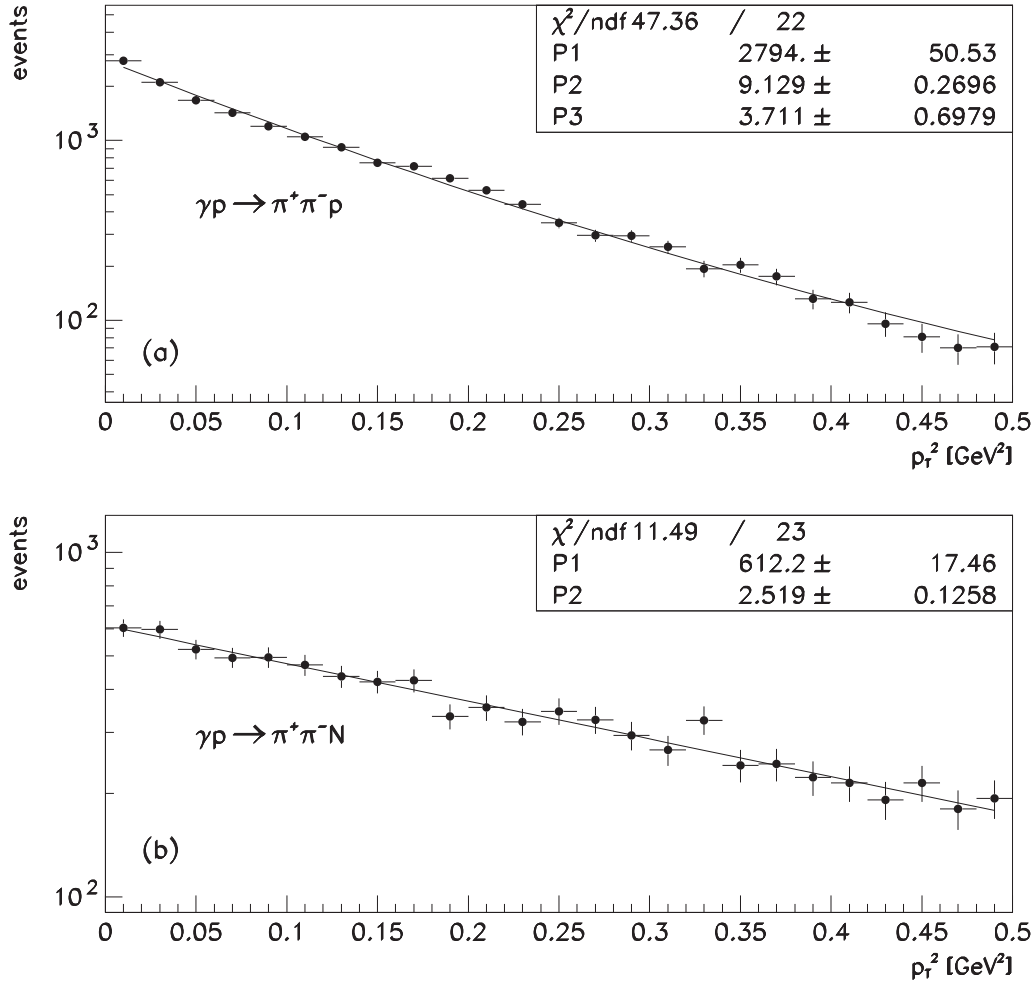 events
χ²/ndf 47.36 / 22
P1 2794. ± 50.53
P2 9.129 ± 0.2696
P3 3.711 ± 0.6979
10³
γp → π⁺π⁻p
10²
(a)
0 0.05 0.1 0.15 0.2 0.25 0.3 0.35 0.4 0.45 0.5
p_T² [GeV²]
events
χ²/ndf 11.49 / 23
P1 612.2 ± 17.46
P2 2.519 ± 0.1258
10³
γp → π⁺π⁻N
(b)
10²
0 0.05 0.1 0.15 0.2 0.25 0.3 0.35 0.4 0.45 0.5
p_T² [GeV²]